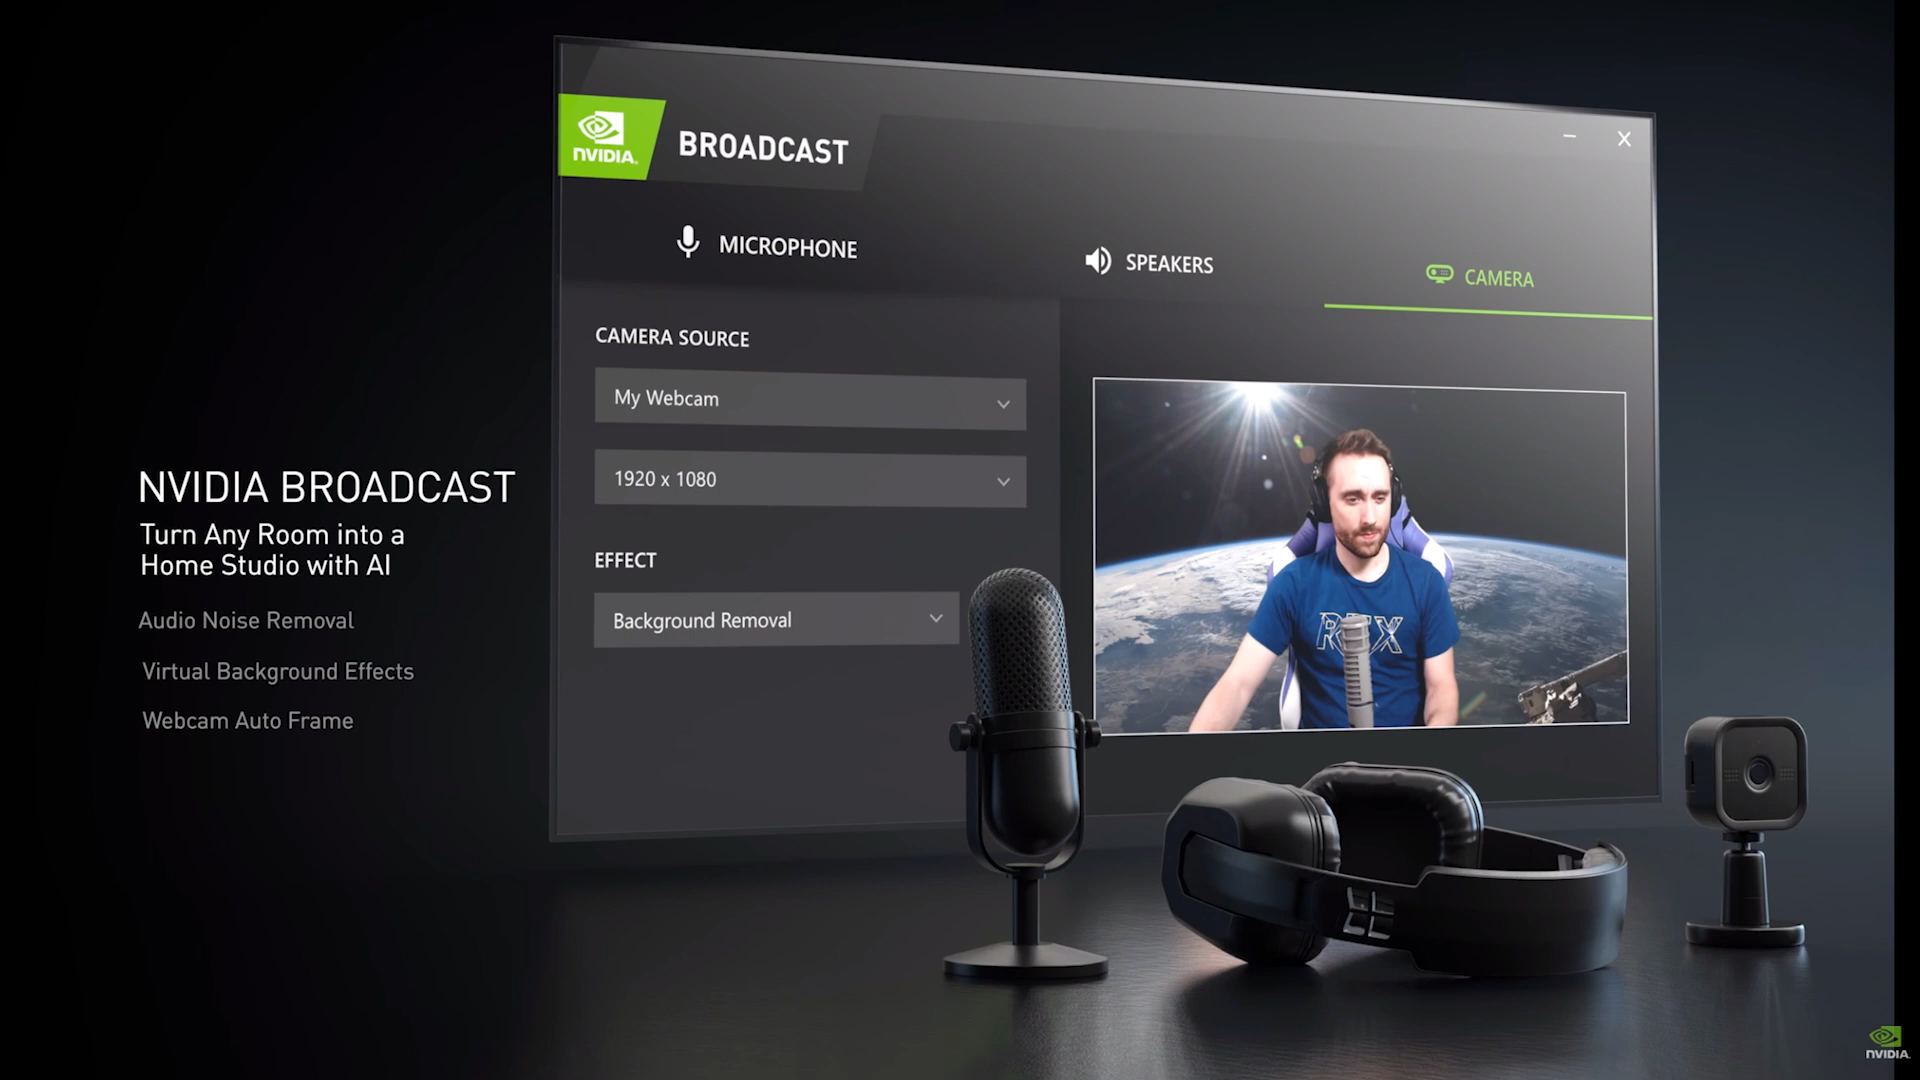 NVIDIA.
BROADCAST
MICROPHONE
SPEAKERS
CAMERA
CAMERA SOURCE
My Webcam
1920 x 1080
EFFECT
Background Removal
REX
NVIDIA BROADCAST
Turn Any Room into a
Home Studio with AI
Audio Noise Removal
Virtual Background Effects
Webcam Auto Frame
NVIDIA.